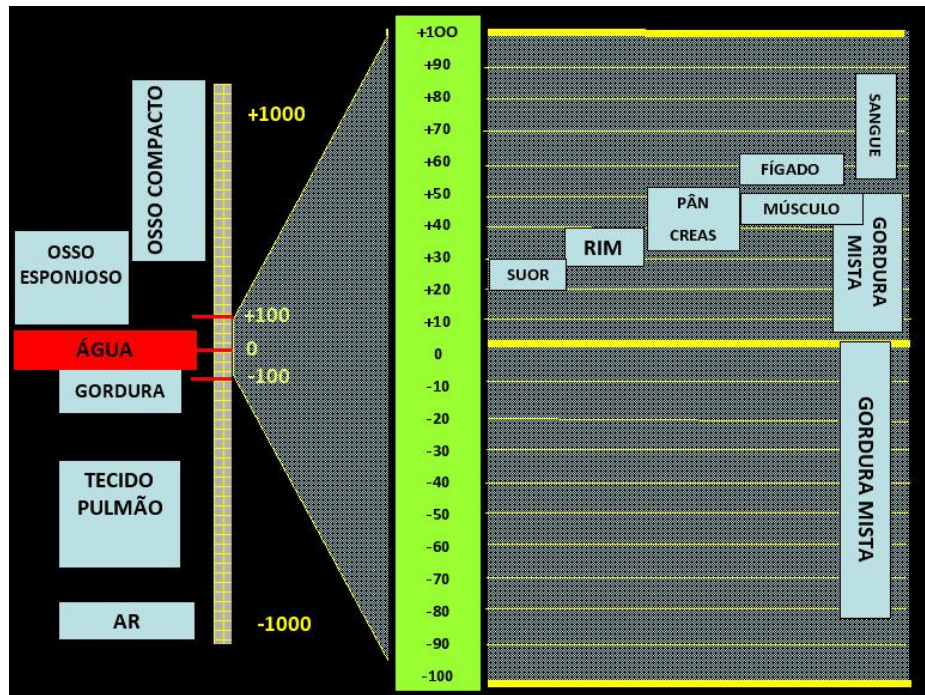 OSSO COMPACTO
OSSO
ESPONJOSO
ÁGUA
GORDURA
TECIDO
PULMÃO
AR
+1000
+100
0
-100
-1000
+1OO
+90
+80
+70
+60
+50
+40
+30
+20
+10
0
-10
-20
-30
-40
-50
-60
-70
-80
-90
-100
SUOR
RIM
PÂN
CREAS
FÍGADO
MÚSCULO
SANGUE
GORDURA
MISTA
GORDURA MISTA